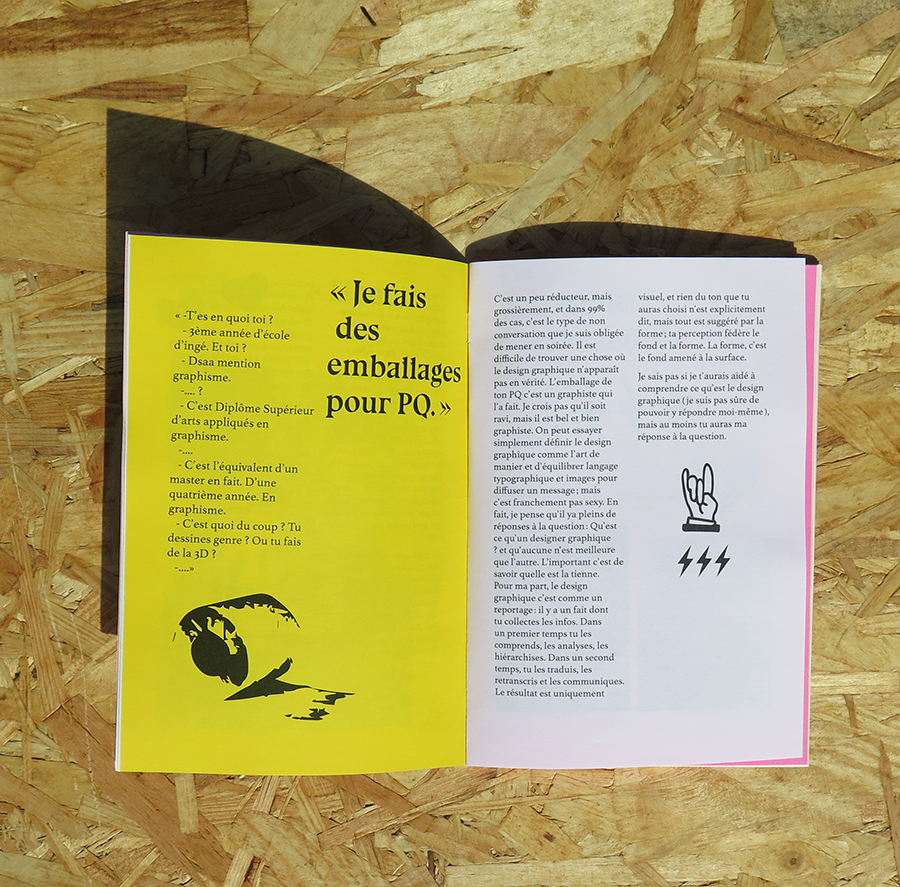 « -T'es en quoi toi ?
- 3ème année d'école
d'ingé. Et toi ?
- Dsaa mention
graphisme.
-.... ?
- C'est Diplôme Supérieur
d'arts appliqués en
graphisme.
-....
- C'est l'équivalent d'un
master en fait. D'une
quatrième année. En
graphisme.
- C'est quoi du coup ? Tu
dessines genre ? Ou tu fais
de la 3D ?
-....»
« Je fais
des
emballages
pour PQ. »
C'est un peu réducteur, mais
grossièrement, et dans 99%
des cas, c'est le type de non
conversation que je suis obligée
de mener en soirée. Il est
difficile de trouver une chose où
le design graphique n'apparaît
pas en vérité. L'emballage de
ton PQ c'est un graphiste qui
l'a fait. Je crois pas qu'il soit
ravi, mais il est bel et bien
graphiste. On peut essayer
simplement définir le design
graphique comme l'art de
manier et d'équilibrer langage
typographique et images pour
diffuser un message ; mais
c'est franchement pas sexy. En
fait, je pense qu'il ya pleins de
réponses à la question : Qu'est
ce qu'un designer graphique
? et qu'aucune n'est meilleure
que l'autre. L'important c'est de
savoir quelle est la tienne.
Pour ma part, le design
graphique c'est comme un
reportage : il y a un fait dont
tu collectes les infos. Dans
un premier temps tu les
comprends, les analyses, les
hiérarchises. Dans un second
temps, tu les traduis, les
retranscris et les communiques.
Le résultat est uniquement
visuel, et rien du ton que tu
auras choisi n'est explicitement
dit, mais tout est suggéré par la
forme ; ta perception fédère le
fond et la forme. La forme, c'est
le fond amené à la surface.
Je sais pas si je t'aurais aidé à
comprendre ce qu'est le design
graphique (je suis pas sûre de
pouvoir y répondre moi-même),
mais au moins tu auras ma
réponse à la question.